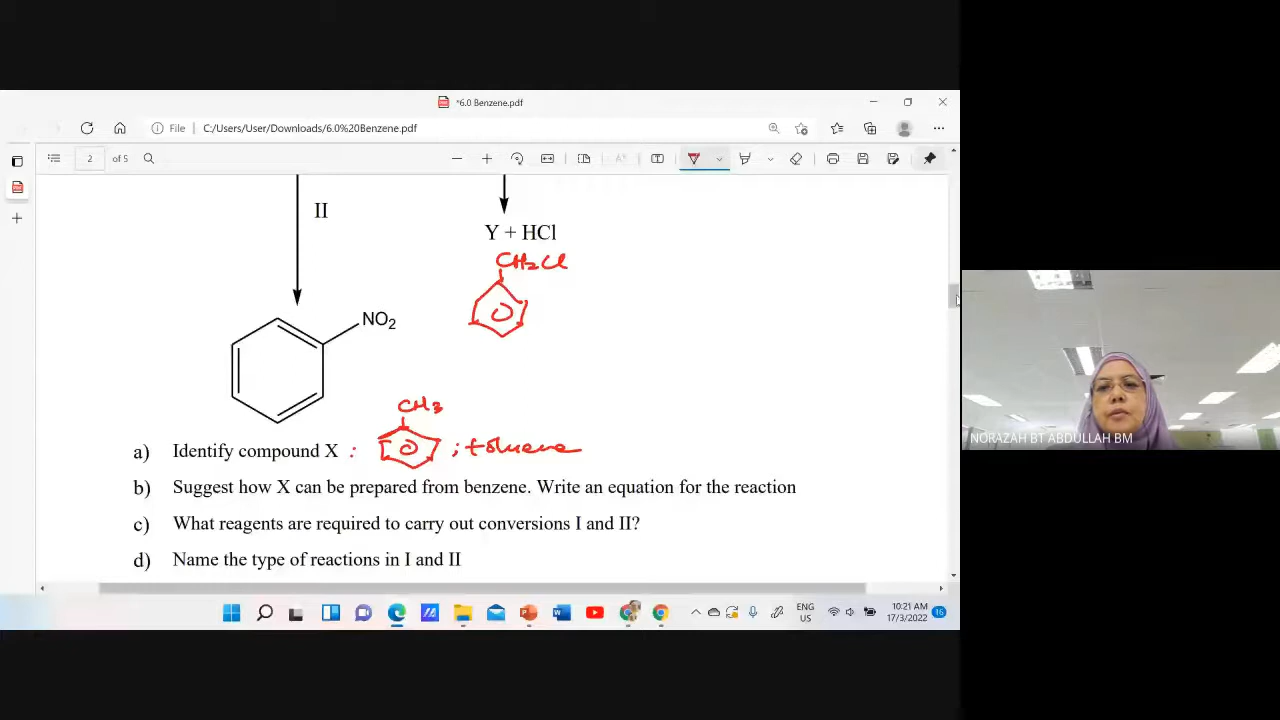 *6.0 Benzene.pdf
File C:/Users/User/Downloads/6.0%20Benzene.pdf
2 of 5
II
Y + HCl
CH2Cl
NO2
CH3
a) Identify compound X : ; toluene
b) Suggest how X can be prepared from benzene. Write an equation for the reaction
c) What reagents are required to carry out conversions I and II?
d) Name the type of reactions in I and II
NORAZAH BT ABDULLAH BM
ENG
US
10:21 AM
17/3/2022
16